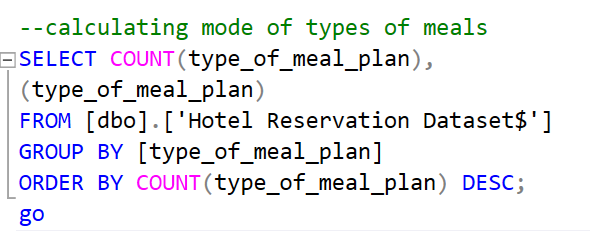 --calculating mode of types of meals
SELECT COUNT(type_of_meal_plan),
(type_of_meal_plan)
FROM [dbo].['Hotel Reservation Dataset$']
GROUP BY [type_of_meal_plan]
ORDER BY COUNT(type_of_meal_plan) DESC;
go